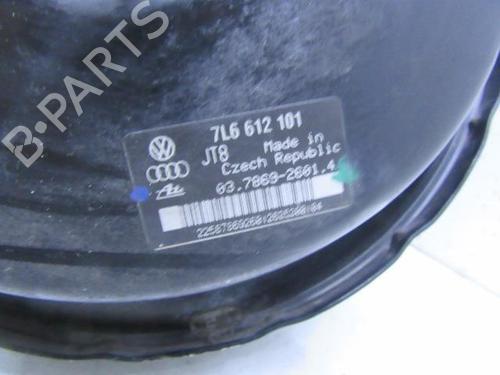 B-PARTS
7L6 612 101
JT8 Made in
Czech Republic
03.7869-2601.4